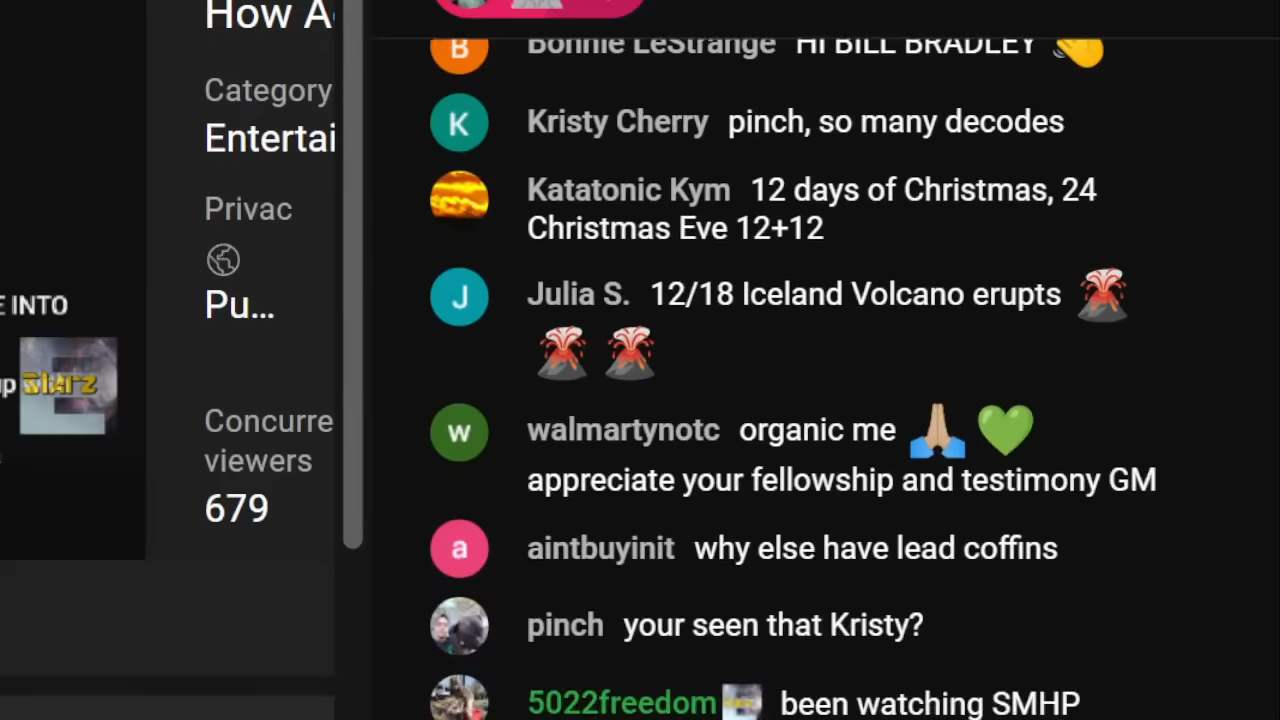 How A
Category
Entertai
Privac
Pu...
E INTO
starz
Concurre
viewers
679
B
Bonnie LeStrange HI BILL BRADLEY
K
Kristy Cherry pinch, so many decodes
Katatonic Kym 12 days of Christmas, 24
Christmas Eve 12+12
J
Julia S. 12/18 Iceland Volcano erupts
w
walmartynotc organic me
appreciate your fellowship and testimony GM
a
aintbuyinit why else have lead coffins
pinch your seen that Kristy?
5022freedom been watching SMHP